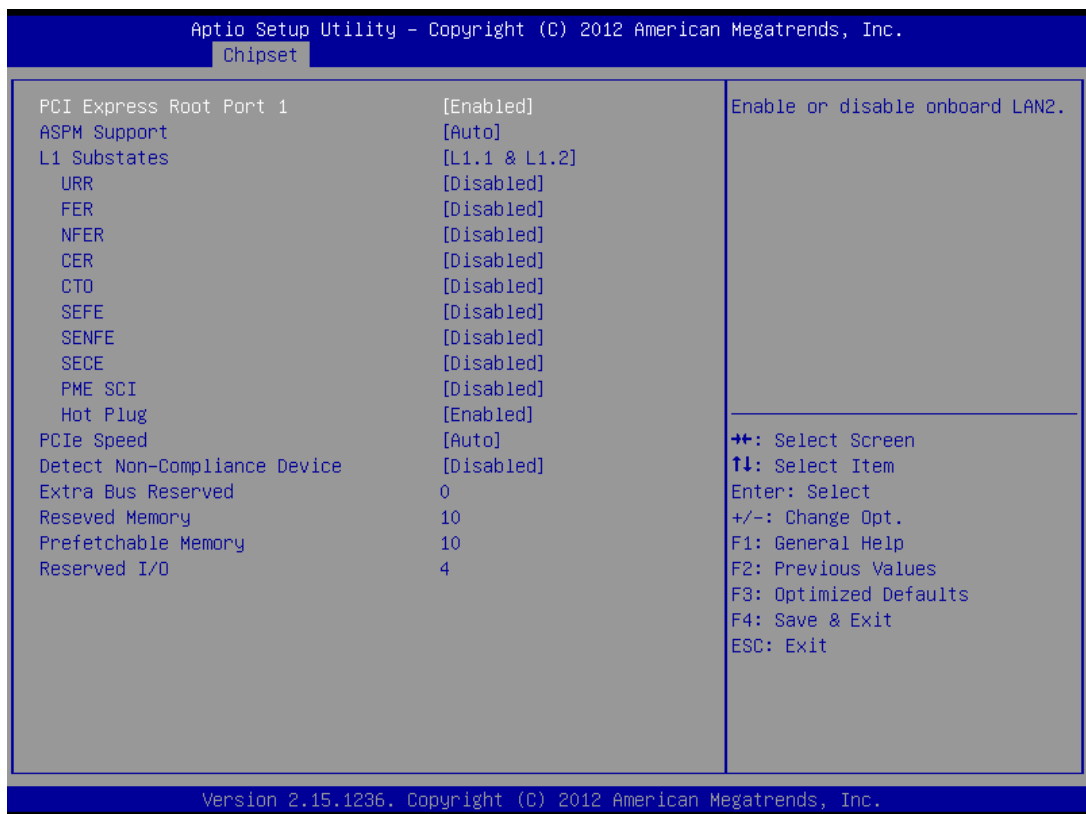 Aptio Setup Utility - Copyright (C) 2012 American Megatrends, Inc.
Chipset
PCI Express Root Port 1 [Enabled]
ASPM Support [Auto]
L1 Substates [L1.1 & L1.2]
URR [Disabled]
FER [Disabled]
NFER [Disabled]
CER [Disabled]
CTO [Disabled]
SEFE [Disabled]
SENFE [Disabled]
SECE [Disabled]
PME SCI [Disabled]
Hot Plug [Enabled]
PCIe Speed [Auto]
Detect Non-Compliance Device [Disabled]
Extra Bus Reserved 0
Reseved Memory 10
Prefetchable Memory 10
Reserved I/O 4
Enable or disable onboard LAN2.
→←: Select Screen
↑↓: Select Item
Enter: Select
+/-: Change Opt.
F1: General Help
F2: Previous Values
F3: Optimized Defaults
F4: Save & Exit
ESC: Exit
Version 2.15.1236. Copyright (C) 2012 American Megatrends, Inc.